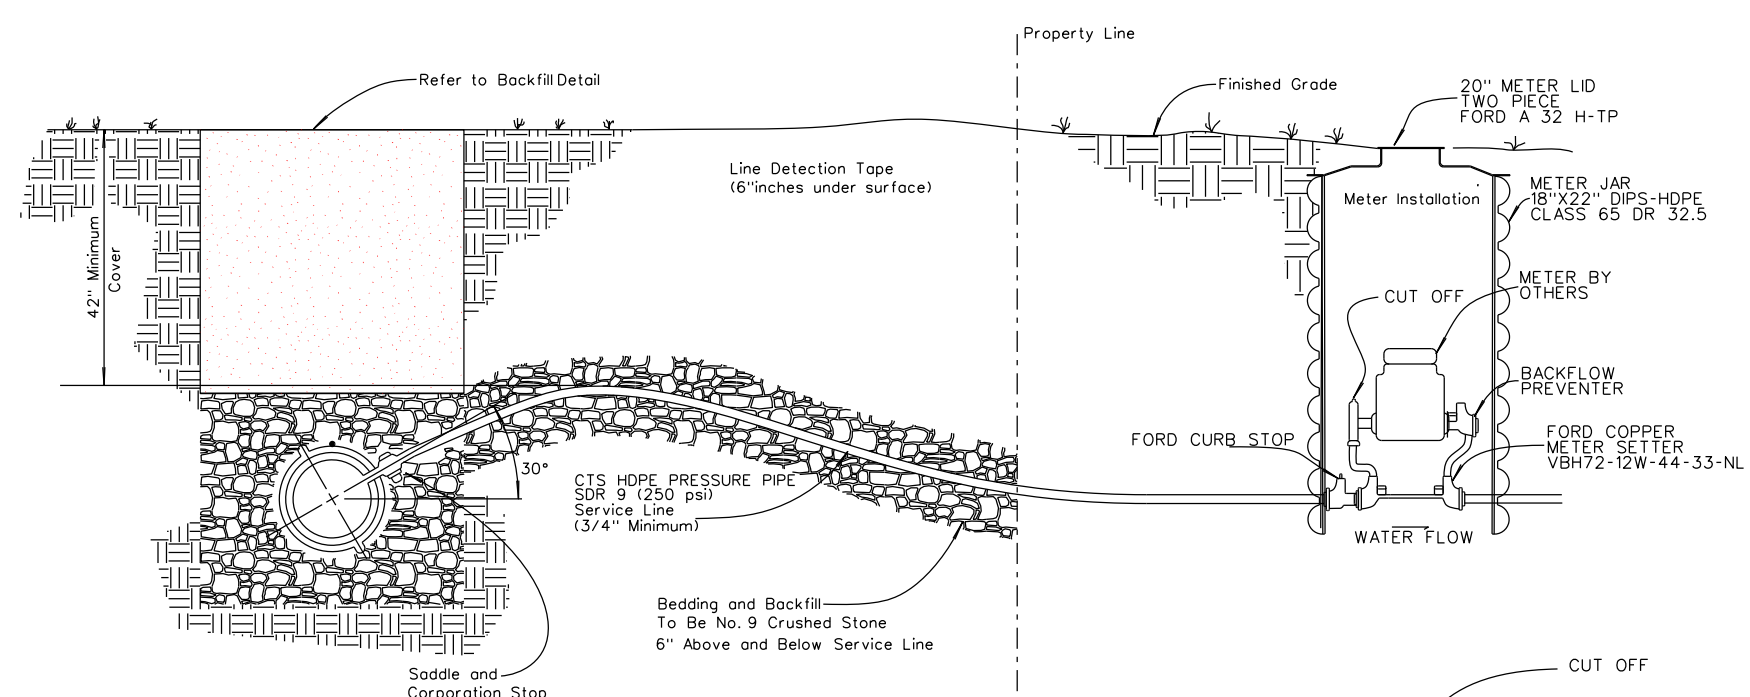 Property Line
Refer to Backfill Detail
Finished Grade
20" METER LID
TWO PIECE
FORD A 32 H-TP
Line Detection Tape
(6"inches under surface)
Meter Installation
METER JAR
18"X22" DIPS-HDPE
CLASS 65 DR 32.5
42" Minimum
Cover
CUT OFF
METER BY
OTHERS
BACKFLOW
PREVENTER
FORD CURB STOP
FORD COPPER
METER SETTER
VBH72-12W-44-33-NL
30°
CTS HDPE PRESSURE PIPE
SDR 9 (250 psi)
Service Line
(3/4" Minimum)
WATER FLOW
Bedding and Backfill
To Be No. 9 Crushed Stone
6" Above and Below Service Line
Saddle and
Corporation Stop
CUT OFF